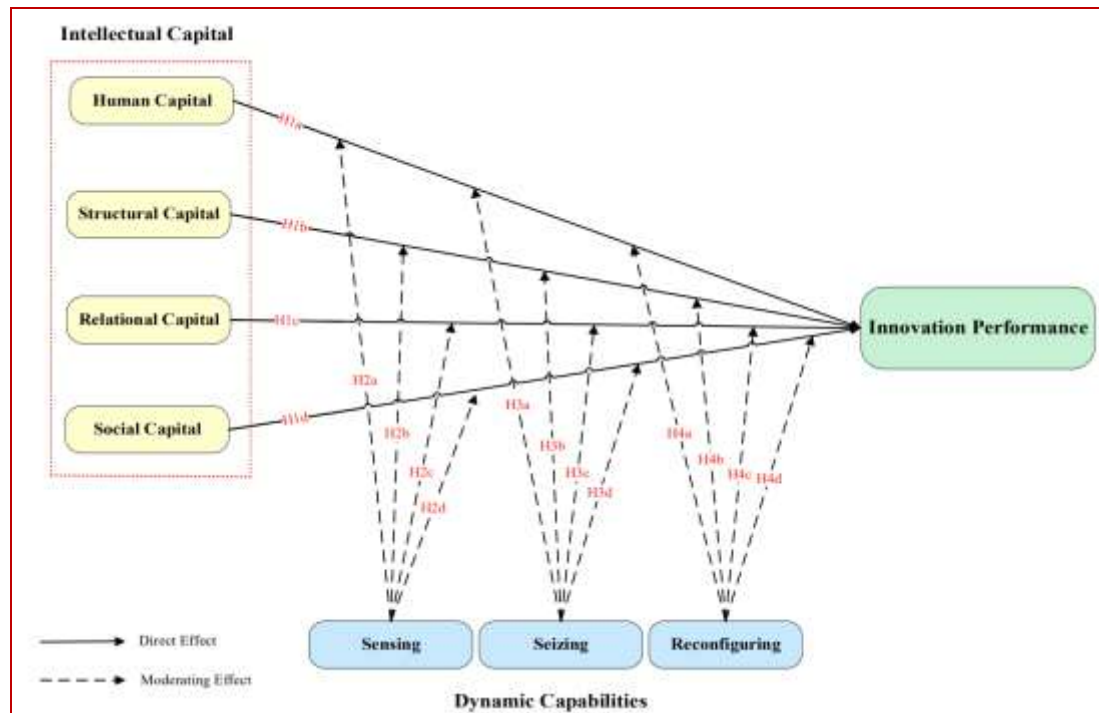 Intellectual Capital
Human Capital
H1a
Structural Capital
H1b
Relational Capital
H1c
Innovation Performance
Social Capital
H1d
H2a
H3a
H4a
H2b
H3b
H4b
H2c
H3c
H4c
H4d
H2d
H3d
Sensing
Seizing
Reconfiguring
Direct Effect
Moderating Effect
Dynamic Capabilities